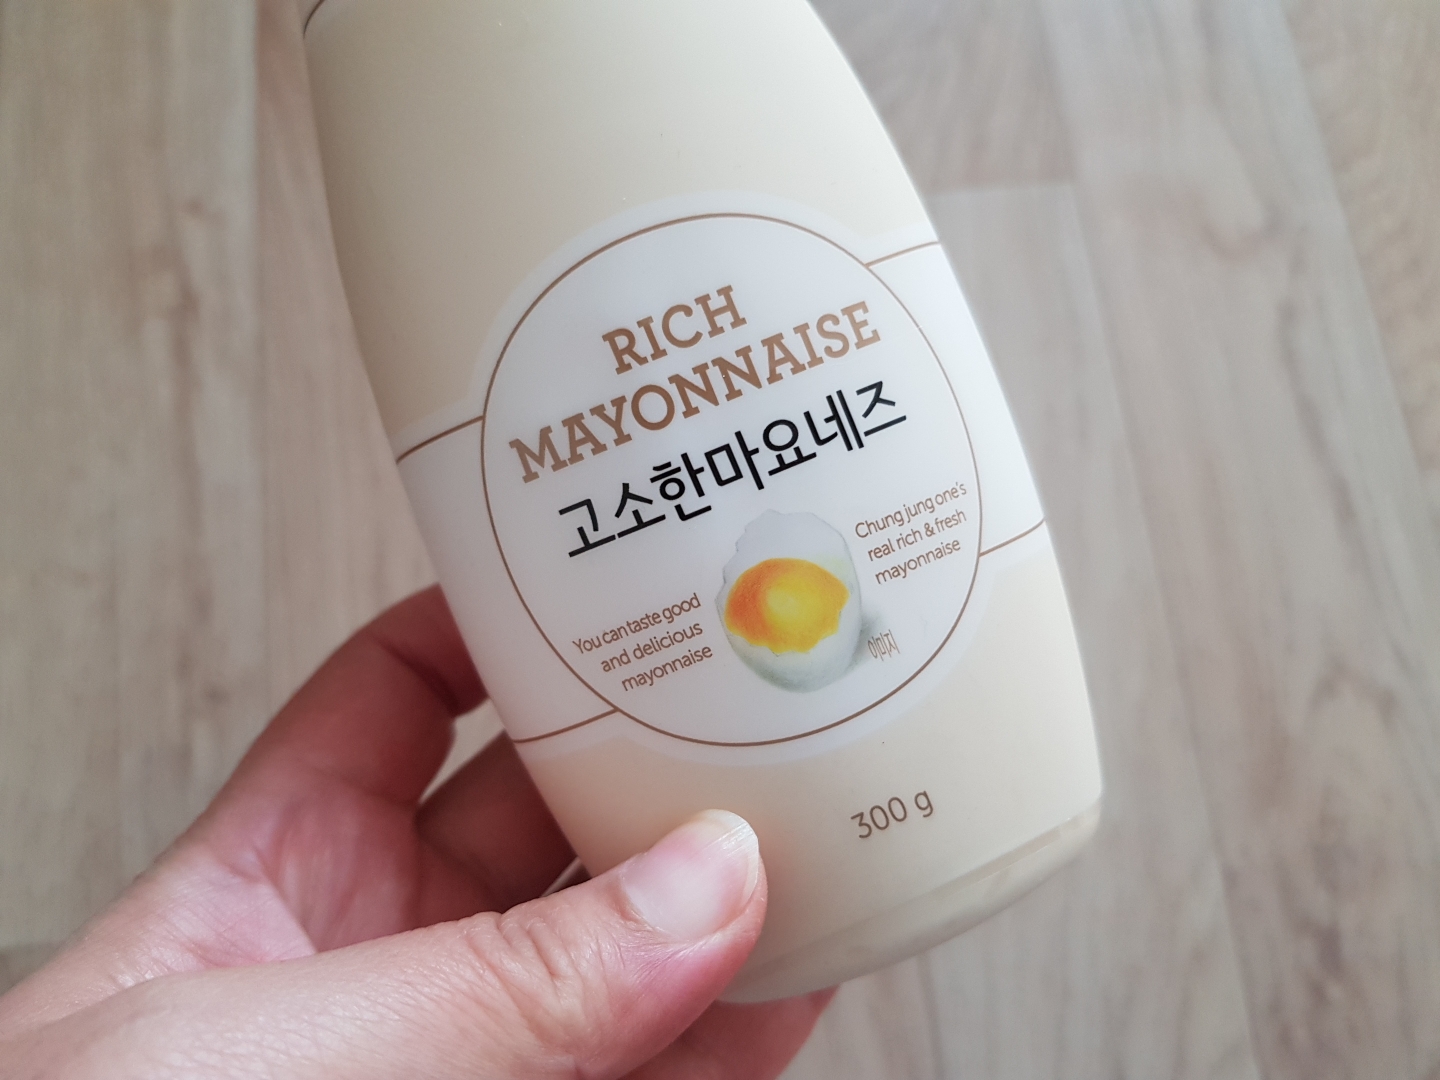 RICH
MAYONNAISE
고소한마요네즈
Chung jung one's
real rich & fresh
mayonnaise
You can taste good
and delicious
mayonnaise
이미지
300 g